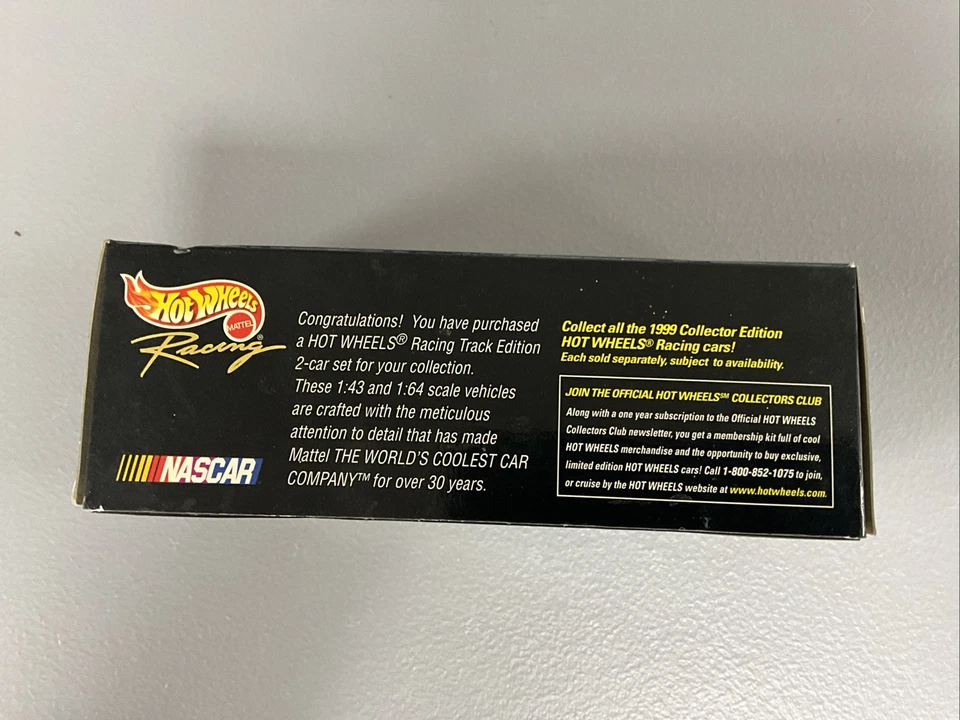 HOT WHEELS
MATTEL
Racing®
NASCAR
Congratulations! You have purchased
a HOT WHEELS® Racing Track Edition
2-car set for your collection.
These 1:43 and 1:64 scale vehicles
are crafted with the meticulous
attention to detail that has made
Mattel THE WORLD'S COOLEST CAR
COMPANY™ for over 30 years.
Collect all the 1999 Collector Edition
HOT WHEELS® Racing cars!
Each sold separately, subject to availability.
JOIN THE OFFICIAL HOT WHEELS℠ COLLECTORS CLUB
Along with a one year subscription to the Official HOT WHEELS
Collectors Club newsletter, you get a membership kit full of cool
HOT WHEELS merchandise and the opportunity to buy exclusive,
limited edition HOT WHEELS cars! Call 1-800-852-1075 to join,
or cruise by the HOT WHEELS website at www.hotwheels.com.